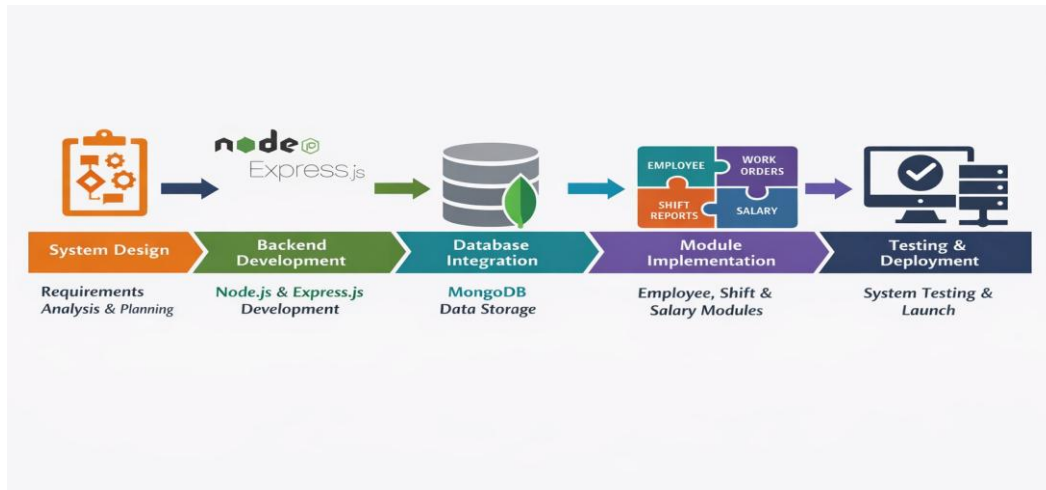 node
Express.js
EMPLOYEE
WORK
ORDERS
SHIFT
REPORTS
SALARY
System Design
Backend
Development
Database
Integration
Module
Implementation
Testing &
Deployment
Requirements
Analysis & Planning
Node.js & Express.js
Development
MongoDB
Data Storage
Employee, Shift &
Salary Modules
System Testing &
Launch